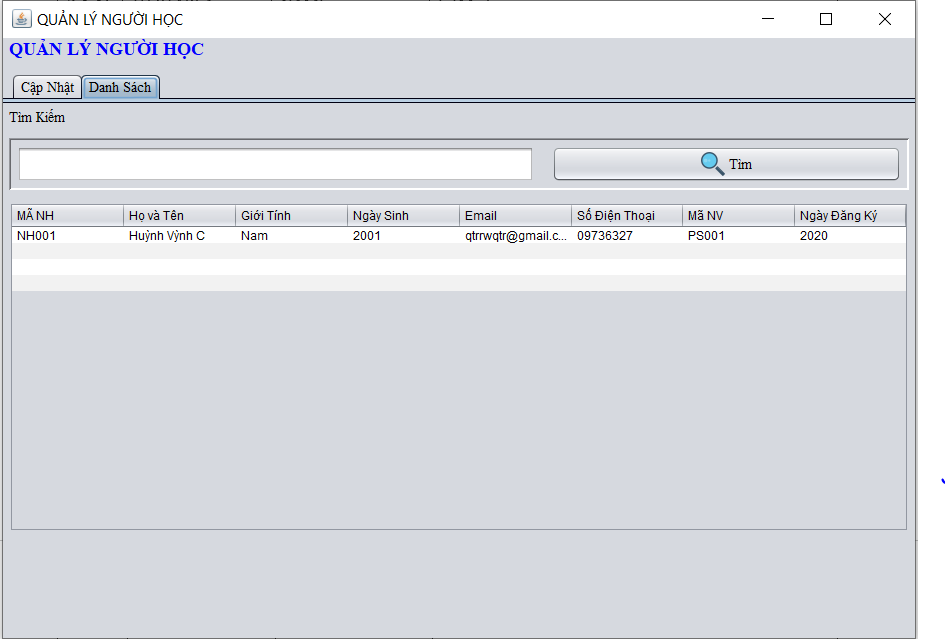 QUẢN LÝ NGƯỜI HỌC
QUẢN LÝ NGƯỜI HỌC
Cập Nhật Danh Sách
Tìm Kiếm
Tìm
MÃ NH Họ và Tên Giới Tính Ngày Sinh Email Số Điện Thoại Mã NV Ngày Đăng Ký
NH001 Huỳnh Vỳnh C Nam 2001 qtrrwqtr@gmail.c... 09736327 PS001 2020